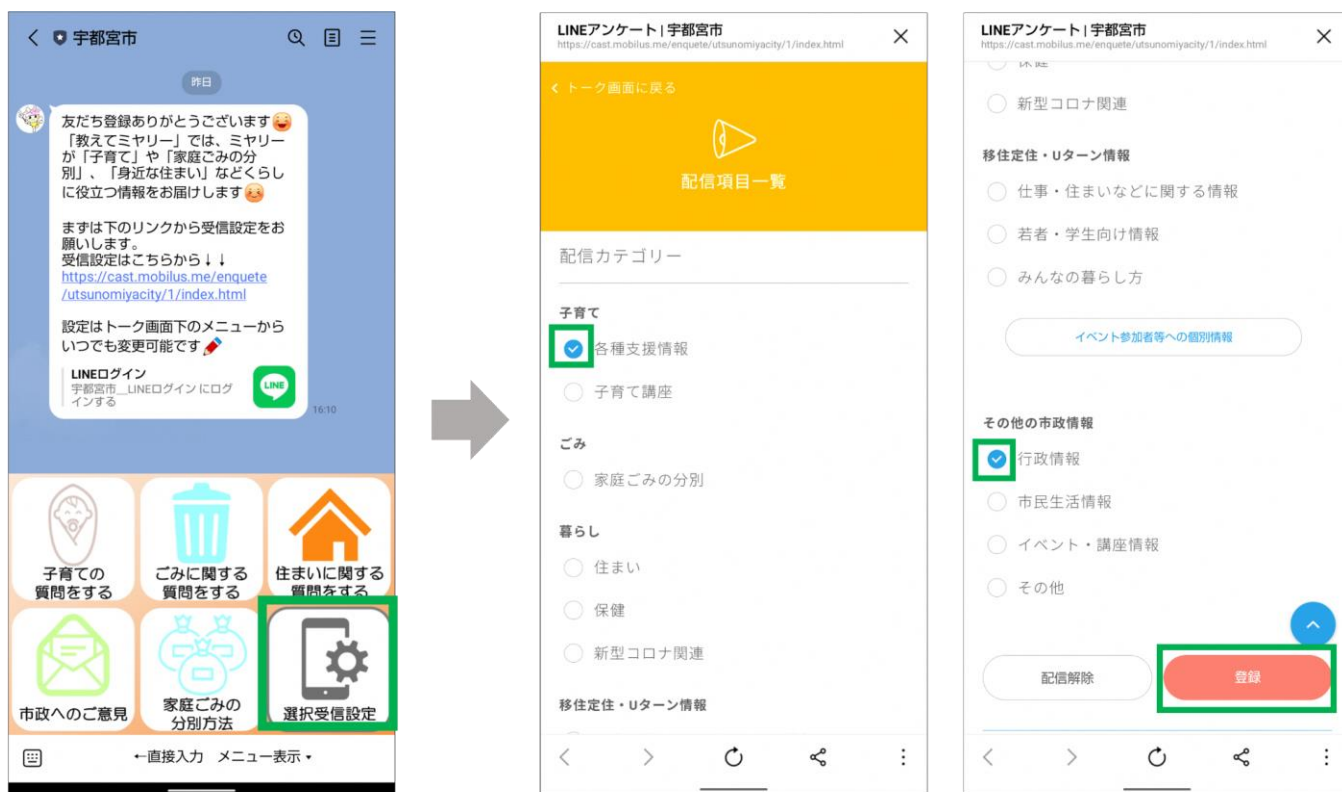 宇都宮市
昨日
友だち登録ありがとうございます
「教えてミヤリー」では、ミヤリー
が「子育て」や「家庭ごみの分
別」、「身近な住まい」などくらし
に役立つ情報をお届けします
まずは下のリンクから受信設定をお
願いします。
受信設定はこちらから↓↓
https://cast.mobilus.me/enquete
/utsunomiyacity/1/index.html
設定はトーク画面下のメニューから
いつでも変更可能です
LINEログイン
宇都宮市__LINEログイン にログ
インする
LINE
16:10
子育ての
質問をする
ごみに関する
質問をする
住まいに関する
質問をする
市政へのご意見
家庭ごみの
分別方法
選択受信設定
←直接入力 メニュー表示▼
LINEアンケート | 宇都宮市
https://cast.mobilus.me/enquete/utsunomiyacity/1/index.html
トーク画面に戻る
配信項目一覧
配信カテゴリー
子育て
各種支援情報
子育て講座
ごみ
家庭ごみの分別
暮らし
住まい
保健
新型コロナ関連
移住定住・Uターン情報
LINEアンケート | 宇都宮市
https://cast.mobilus.me/enquete/utsunomiyacity/1/index.html
保健
新型コロナ関連
移住定住・Uターン情報
仕事・住まいなどに関する情報
若者・学生向け情報
みんなの暮らし方
イベント参加者等への個別情報
その他の市政情報
行政情報
市民生活情報
イベント・講座情報
その他
配信解除
登録